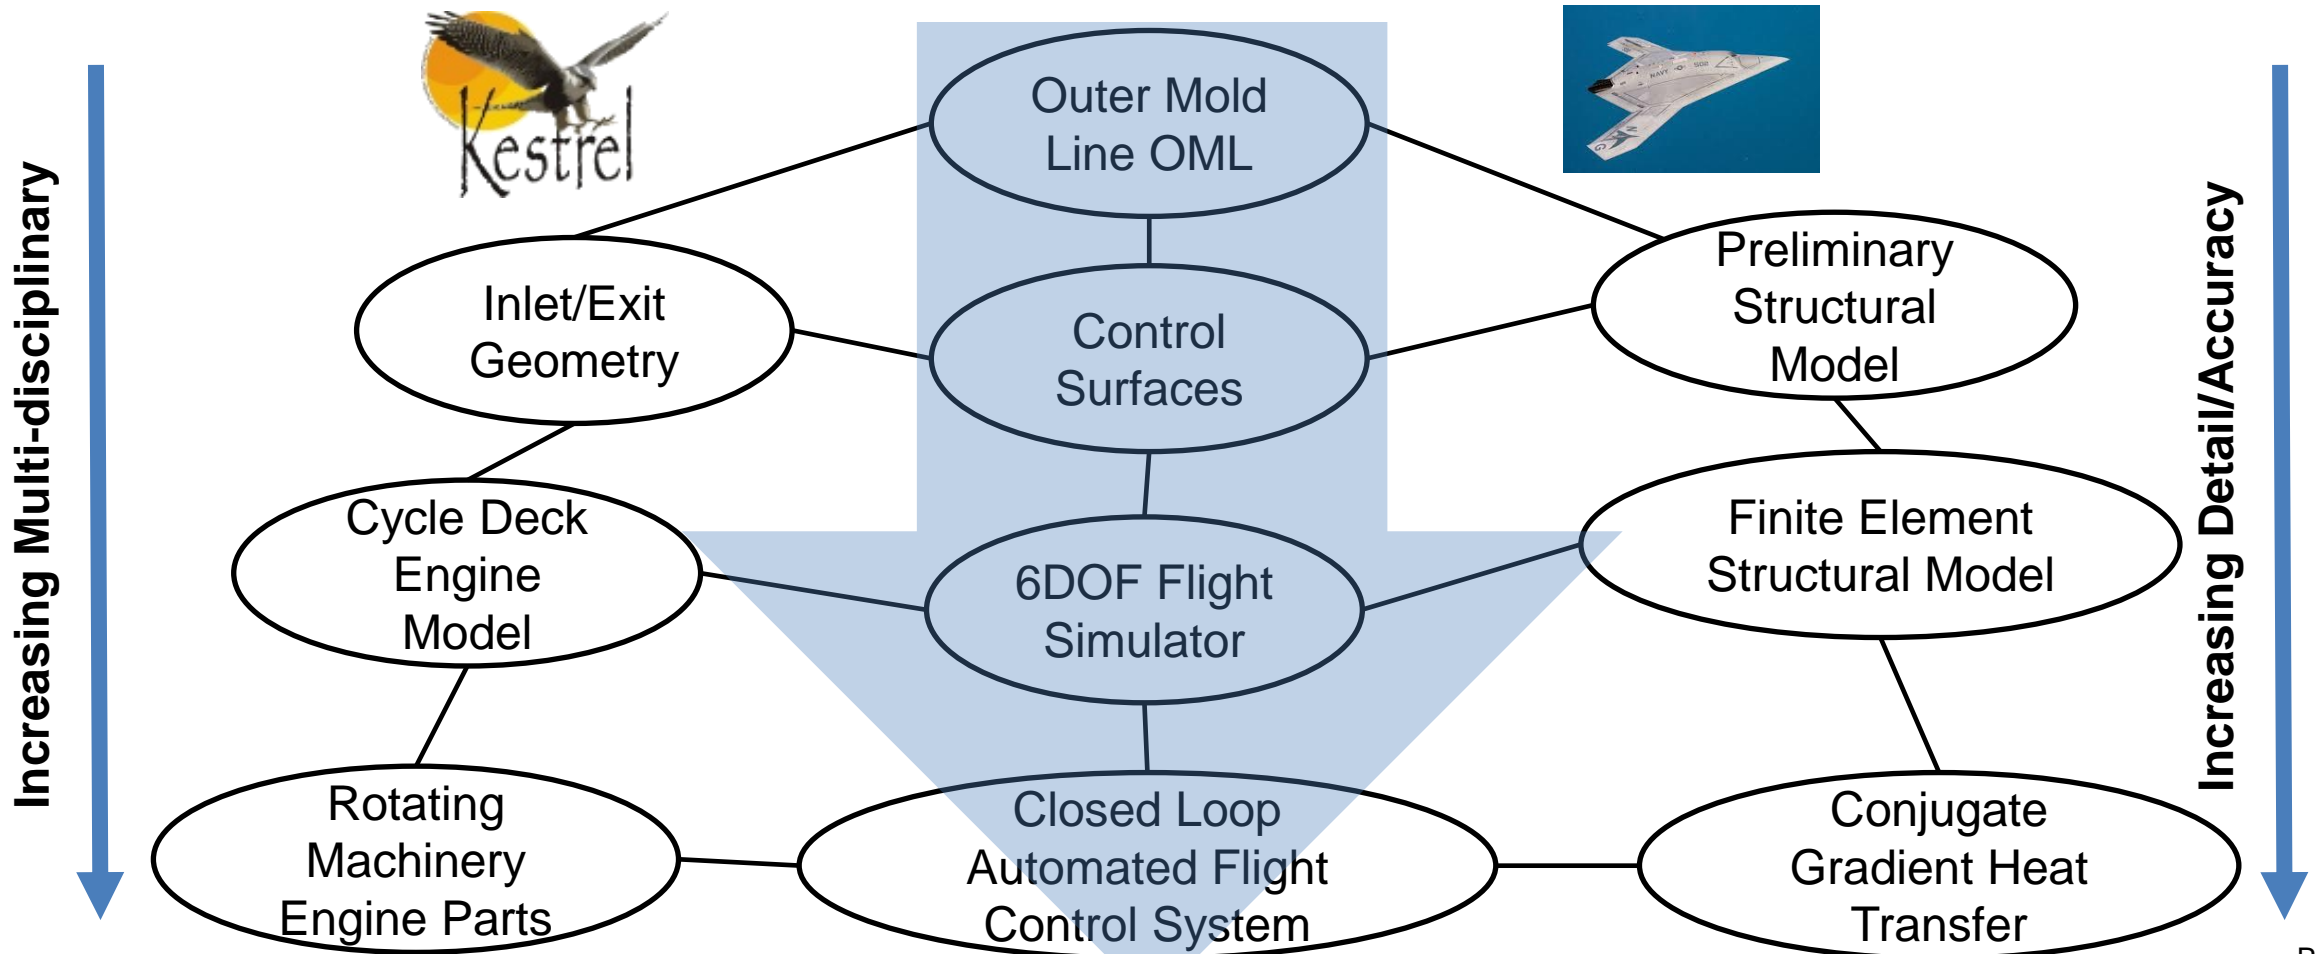 Kestrel
NAVY
502
Outer Mold
Line OML
Inlet/Exit
Geometry
Control
Surfaces
Preliminary
Structural
Model
Cycle Deck
Engine
Model
6DOF Flight
Simulator
Finite Element
Structural Model
Rotating
Machinery
Engine Parts
Closed Loop
Automated Flight
Control System
Conjugate
Gradient Heat
Transfer
Increasing Multi-disciplinary
Increasing Detail/Accuracy